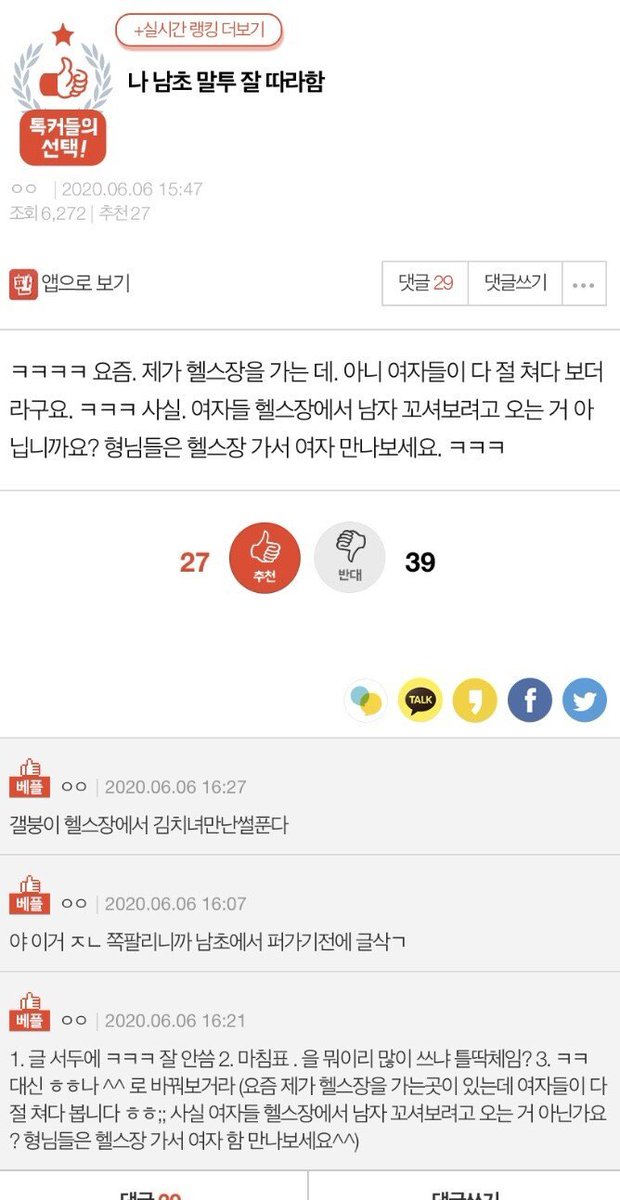 +실시간 랭킹 더보기
나 남초 말투 잘 따라함
톡커들의
선택!
ㅇㅇ | 2020.06.06 15:47
조회 6,272 | 추천 27
판 앱으로 보기
댓글 29 댓글쓰기 ...
ㅋㅋㅋㅋ 요즘. 제가 헬스장을 가는 데. 아니 여자들이 다 절 쳐다 보더
라구요. ㅋㅋㅋ 사실. 여자들 헬스장에서 남자 꼬셔보려고 오는 거 아
닙니까요? 형님들은 헬스장 가서 여자 만나보세요. ㅋㅋㅋ
27 추천 반대 39
TALK
베플 ㅇㅇ | 2020.06.06 16:27
갤붕이 헬스장에서 김치녀만난썰푼다
베플 ㅇㅇ | 2020.06.06 16:07
야 이거 ㅈㄴ 쪽팔리니까 남초에서 퍼가기전에 글삭ㄱ
베플 ㅇㅇ | 2020.06.06 16:21
1. 글 서두에 ㅋㅋㅋ 잘 안씀 2. 마침표 . 을 뭐이리 많이 쓰냐 틀딱체임? 3. ㅋㅋ
대신 ㅎㅎ나 ^^ 로 바꿔보거라 (요즘 제가 헬스장을 가는곳이 있는데 여자들이 다
절 쳐다 봅니다 ㅎㅎ;; 사실 여자들 헬스장에서 남자 꼬셔보려고 오는 거 아닌가요
? 형님들은 헬스장 가서 여자 함 만나보세요^^)
댓글 29 댓글쓰기